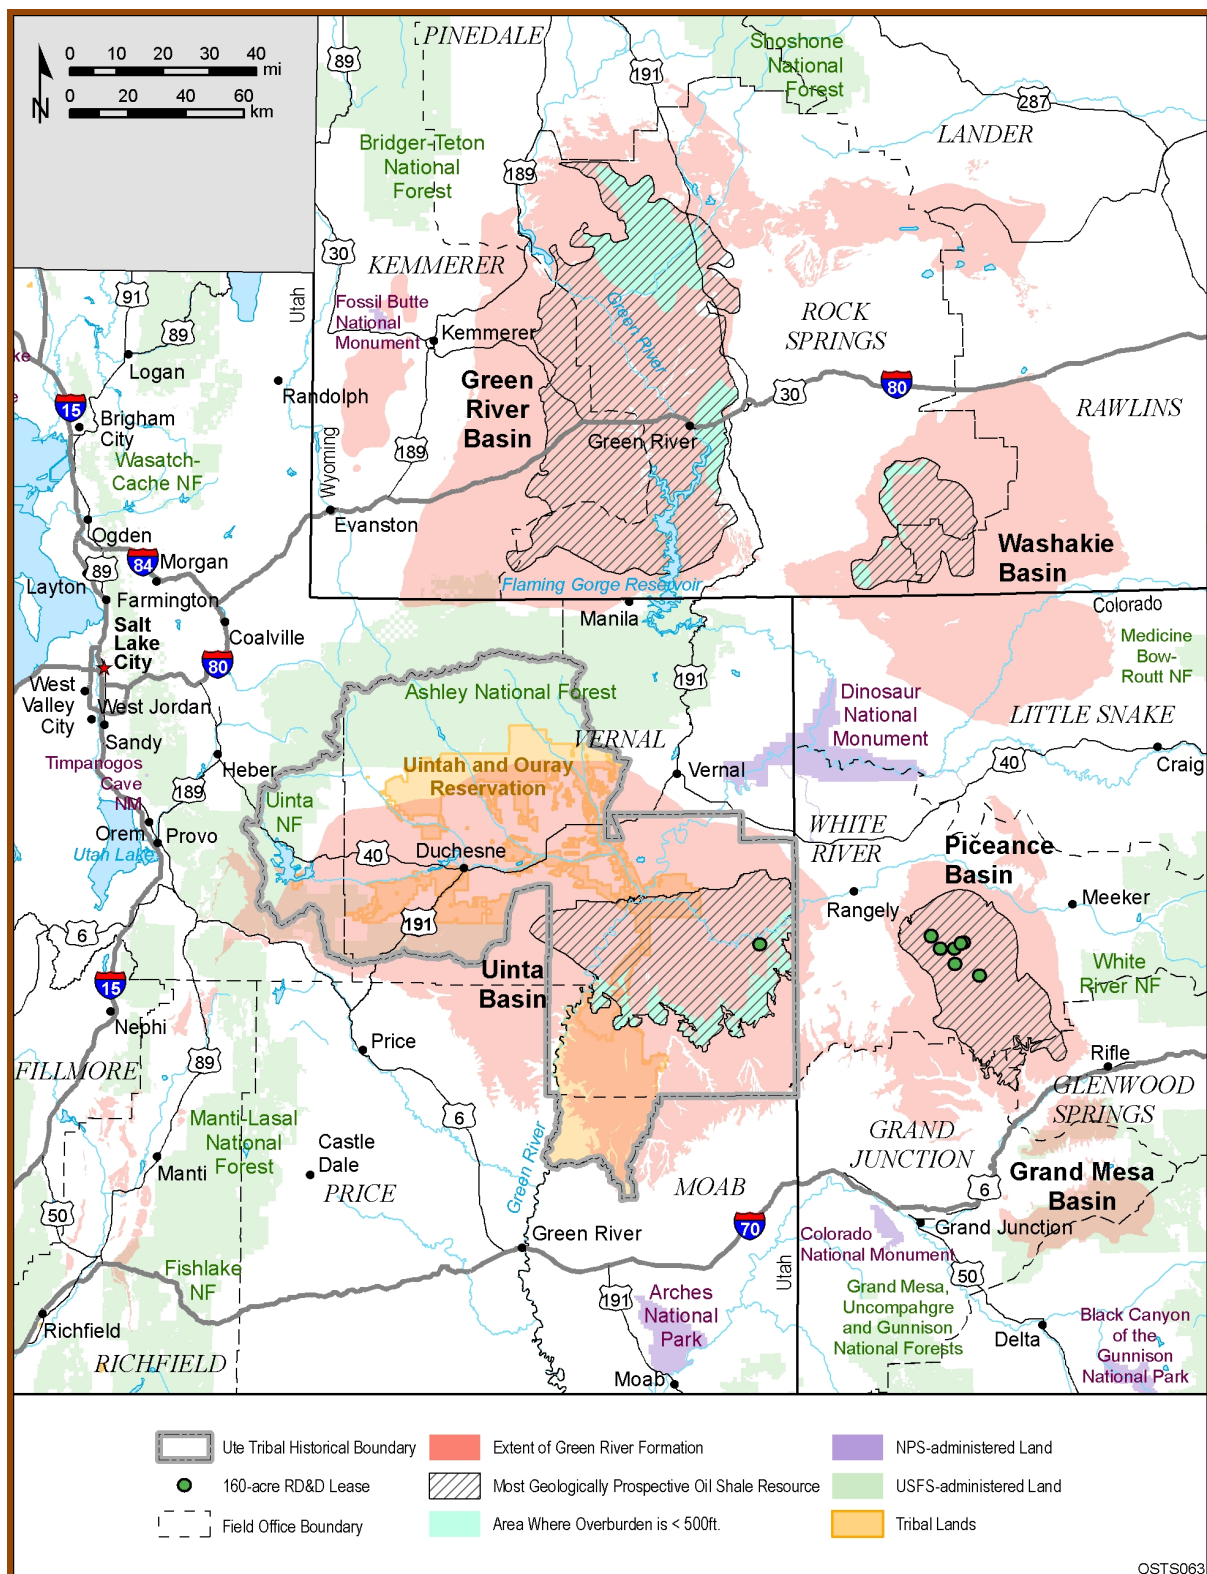 0 10 20 30 40
mi
0 20 40 60
km
N
PINEDALE
89
191
Shoshone
National
Forest
287
LANDER
Bridger-Teton
National
Forest
189
30
KEMMERER
Utah
Fossil Butte
National
Monument
Kemmerer
Green River
ROCK
SPRINGS
91
89
Logan
Randolph
Green
River
Basin
30
80
RAWLINS
15
Brigham
City
Wasatch-
Cache NF
189
Green River
Wyoming
Evanston
Ogden
84
Morgan
89
Layton
Farmington
Flaming Gorge Reservoir
Washakie
Basin
Manila
Colorado
Salt
Lake
City
Coalville
80
Medicine
Bow-
Routt NF
West
Valley
City
West Jordan
Sandy
Ashley National Forest
191
Dinosaur
National
Monument
LITTLE SNAKE
VERNAL
Timpanogos
Cave
NM
Heber
189
Uintah and Ouray
Reservation
Vernal
40
Craig
Uinta
NF
Orem
Provo
Utah Lake
40
Duchesne
WHITE
RIVER
Pičeance
Basin
Rangely
Meeker
191
6
15
Uinta
Basin
White
River NF
Nephi
Price
89
FILLMORE
Rifle
GLENWOOD
SPRINGS
Manti-Lasal
National
Forest
6
Castle
Dale
Manti
PRICE
Green River
GRAND
JUNCTION
MOAB
Grand Mesa
Basin
6
50
70
Green River
Colorado
National Monument
Grand Junction
Fishlake
NF
Utah
50
191
Arches
National
Park
Grand Mesa,
Uncompahgre
and Gunnison
National Forests
Richfield
RICHFIELD
Delta
Black Canyon
of the
Gunnison
National Park
Moab
Ute Tribal Historical Boundary
Extent of Green River Formation
NPS-administered Land
160-acre RD&D Lease
Most Geologically Prospective Oil Shale Resource
USFS-administered Land
Field Office Boundary
Area Where Overburden is < 500ft.
Tribal Lands
OSTS063